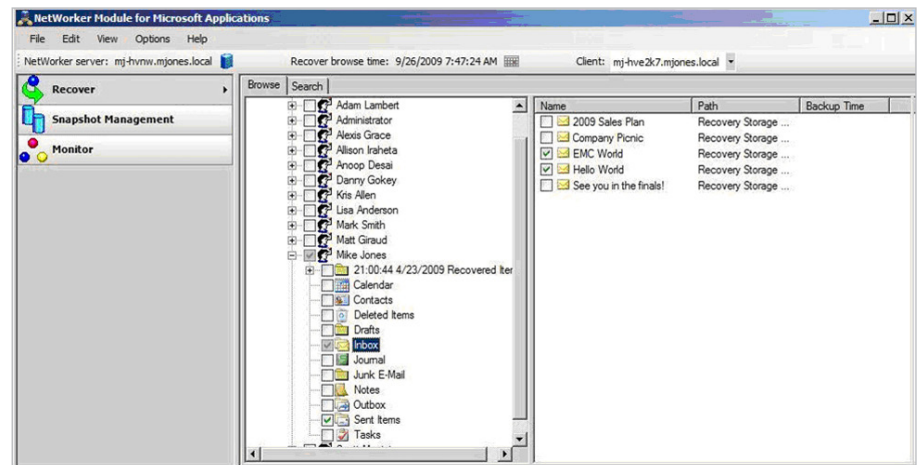 NetWorker Module for Microsoft Applications
File Edit View Options Help
NetWorker server: mj-hvnw.mjones.local
Recover browse time: 9/26/2009 7:47:24 AM
Client: mj-hve2k7.mjones.local
Recover
Snapshot Management
Monitor
Browse Search
Adam Lambert
Administrator
Alexis Grace
Allison Iraheta
Anoop Desai
Danny Gokey
Kris Allen
Lisa Anderson
Mark Smith
Matt Giraud
Mike Jones
21:00:44 4/23/2009 Recovered Iter
Calendar
Contacts
Deleted Items
Drafts
Inbox
Journal
Junk E-Mail
Notes
Outbox
Sent Items
Tasks
Name Path Backup Time
2009 Sales Plan Recovery Storage ...
Company Picnic Recovery Storage ...
EMC World Recovery Storage ...
Hello World Recovery Storage ...
See you in the finals! Recovery Storage ...